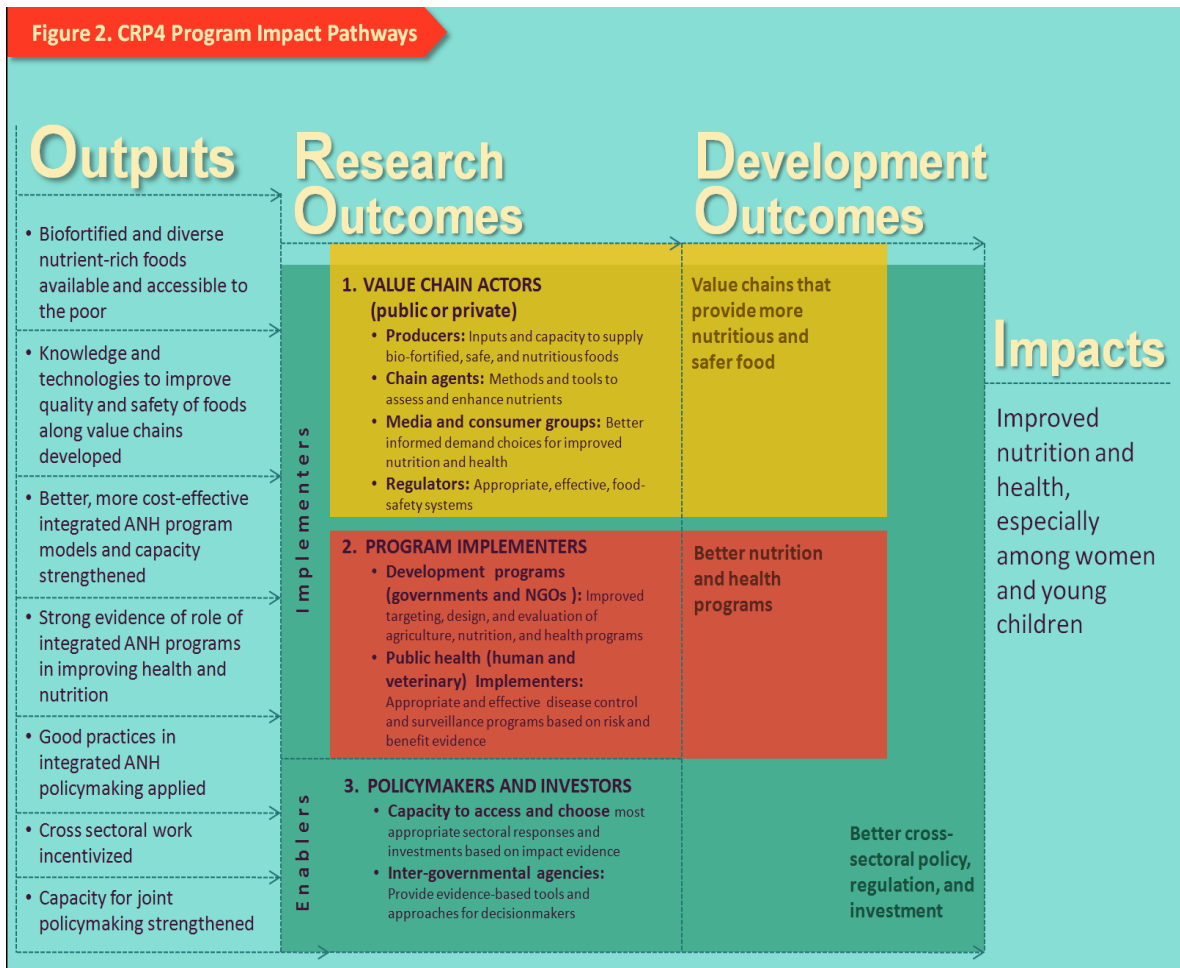 Figure 2. CRP4 Program Impact Pathways
Outputs
• Biofortified and diverse
nutrient-rich foods
available and accessible to
the poor
• Knowledge and
technologies to improve
quality and safety of foods
along value chains
developed
• Better, more cost-effective
integrated ANH program
models and capacity
strengthened
• Strong evidence of role of
integrated ANH programs
in improving health and
nutrition
• Good practices in
integrated ANH
policymaking applied
• Cross sectoral work
incentivized
• Capacity for joint
policymaking strengthened
Research
Outcomes
Implementers
1. VALUE CHAIN ACTORS
(public or private)
• Producers: Inputs and capacity to supply
bio-fortified, safe, and nutritious foods
• Chain agents: Methods and tools to
assess and enhance nutrients
• Media and consumer groups: Better
informed demand choices for improved
nutrition and health
• Regulators: Appropriate, effective, food-
safety systems
2. PROGRAM IMPLEMENTERS
• Development programs
(governments and NGOs ): Improved
targeting, design, and evaluation of
agriculture, nutrition, and health programs
• Public health (human and
veterinary) Implementers:
Appropriate and effective disease control
and surveillance programs based on risk and
benefit evidence
Enablers
3. POLICYMAKERS AND INVESTORS
• Capacity to access and choose most
appropriate sectoral responses and
investments based on impact evidence
• Inter-governmental agencies:
Provide evidence-based tools and
approaches for decisionmakers
Development
Outcomes
Value chains that
provide more
nutritious and
safer food
Better nutrition
and health
programs
Better cross-
sectoral policy,
regulation, and
investment
Impacts
Improved
nutrition and
health,
especially
among women
and young
children